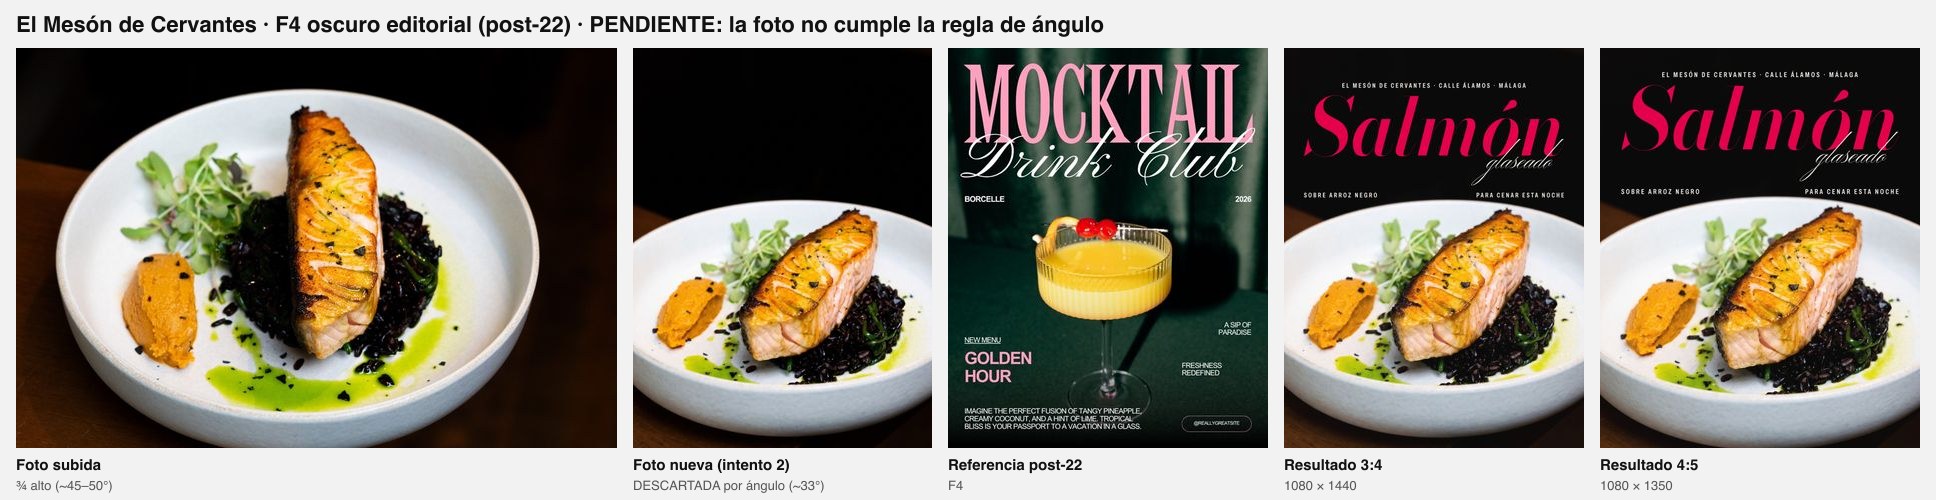 El Mesón de Cervantes · F4 oscuro editorial (post-22) · PENDIENTE: la foto no cumple la regla de ángulo
Foto subida
¾ alto (~45–50°)
Foto nueva (intento 2)
DESCARTADA por ángulo (~33°)
MOCKTAIL
Drink Club
BORCELLE
2026
A SIP OF
PARADISE
NEW MENU
GOLDEN
HOUR
FRESHNESS
REDEFINED
IMAGINE THE PERFECT FUSION OF TANGY PINEAPPLE,
CREAMY COCONUT, AND A HINT OF LIME. TROPICAL
BLISS IS YOUR PASSPORT TO A VACATION IN A GLASS.
@REALLYGREATSITE
Referencia post-22
F4
EL MESÓN DE CERVANTES · CALLE ÁLAMOS · MÁLAGA
Salmón
glaseado
SOBRE ARROZ NEGRO
PARA CENAR ESTA NOCHE
Resultado 3:4
1080 × 1440
EL MESÓN DE CERVANTES · CALLE ÁLAMOS · MÁLAGA
Salmón
glaseado
SOBRE ARROZ NEGRO
PARA CENAR ESTA NOCHE
Resultado 4:5
1080 × 1350